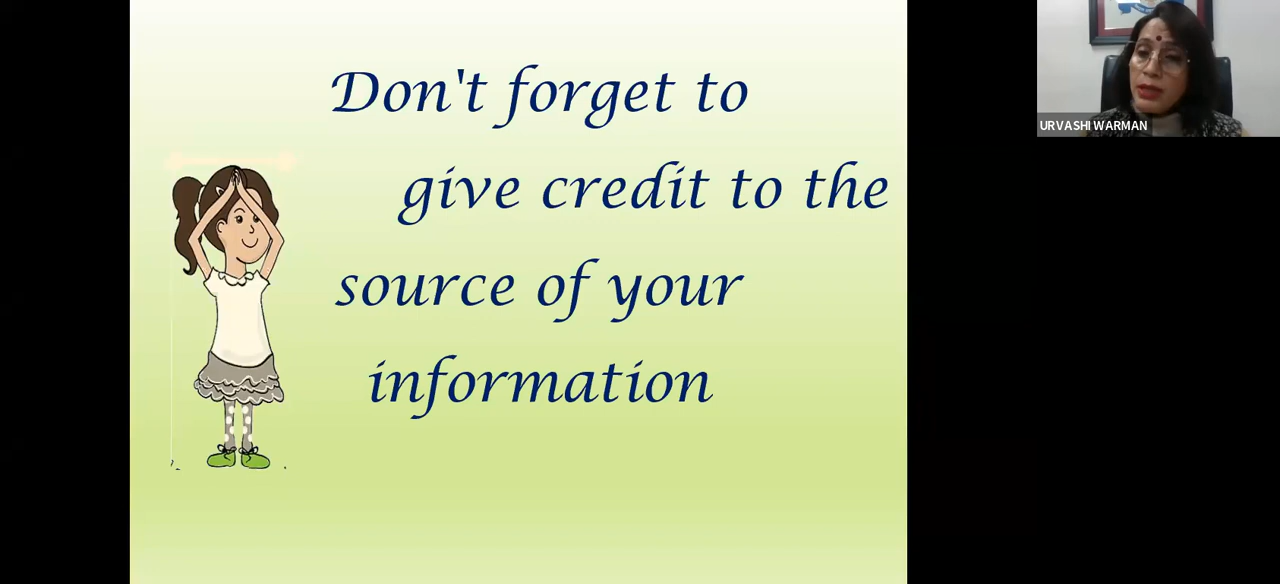 Don't forget to
give credit to the
source of your
information
URVASHI WARMAN